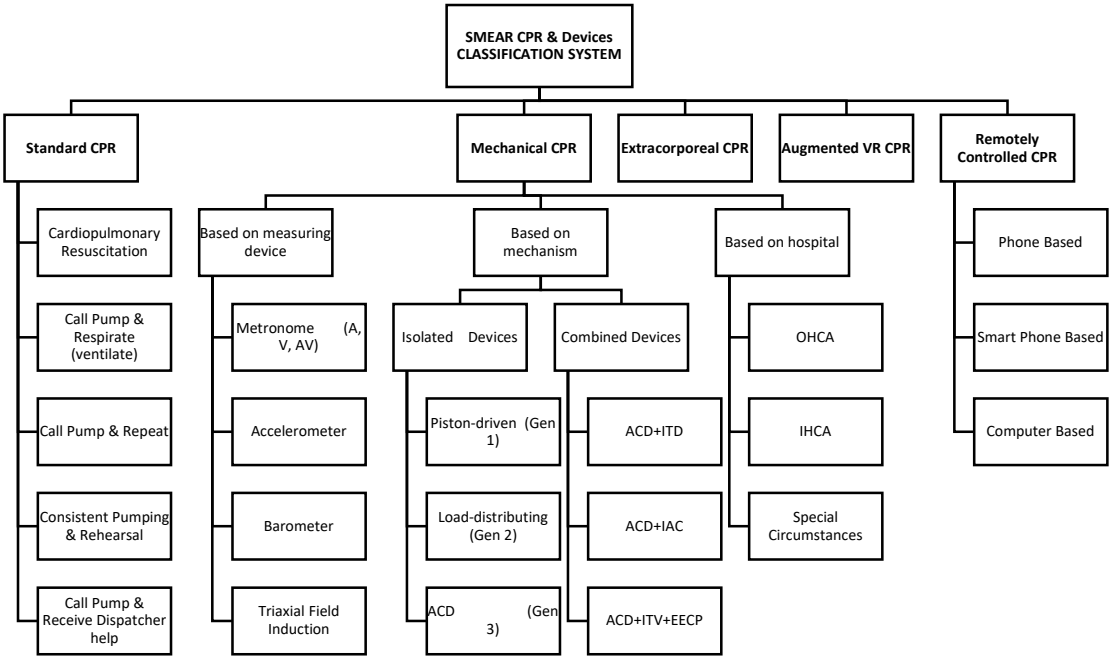 SMEAR CPR & Devices
CLASSIFICATION SYSTEM
Standard CPR
Mechanical CPR
Extracorporeal CPR
Augmented VR CPR
Remotely
Controlled CPR
Cardiopulmonary
Resuscitation
Call Pump &
Respirate
(ventilate)
Call Pump & Repeat
Consistent Pumping
& Rehearsal
Call Pump &
Receive Dispatcher
help
Based on measuring
device
Metronome (A,
V, AV)
Accelerometer
Barometer
Triaxial Field
Induction
Based on
mechanism
Isolated Devices
Piston-driven (Gen
1)
Load-distributing
(Gen 2)
ACD (Gen
3)
Combined Devices
ACD+ITD
ACD+IAC
ACD+ITV+EECP
Based on hospital
OHCA
IHCA
Special
Circumstances
Phone Based
Smart Phone Based
Computer Based